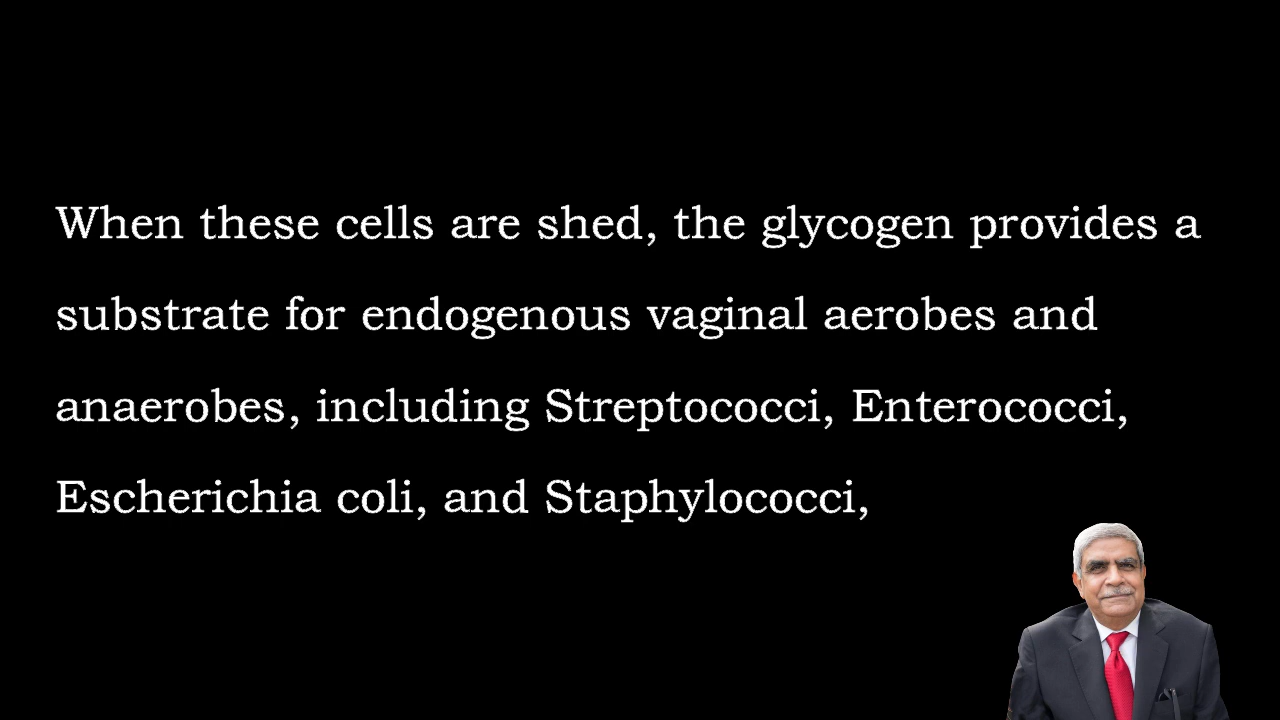 When these cells are shed, the glycogen provides a
substrate for endogenous vaginal aerobes and
anaerobes, including Streptococci, Enterococci,
Escherichia coli, and Staphylococci,